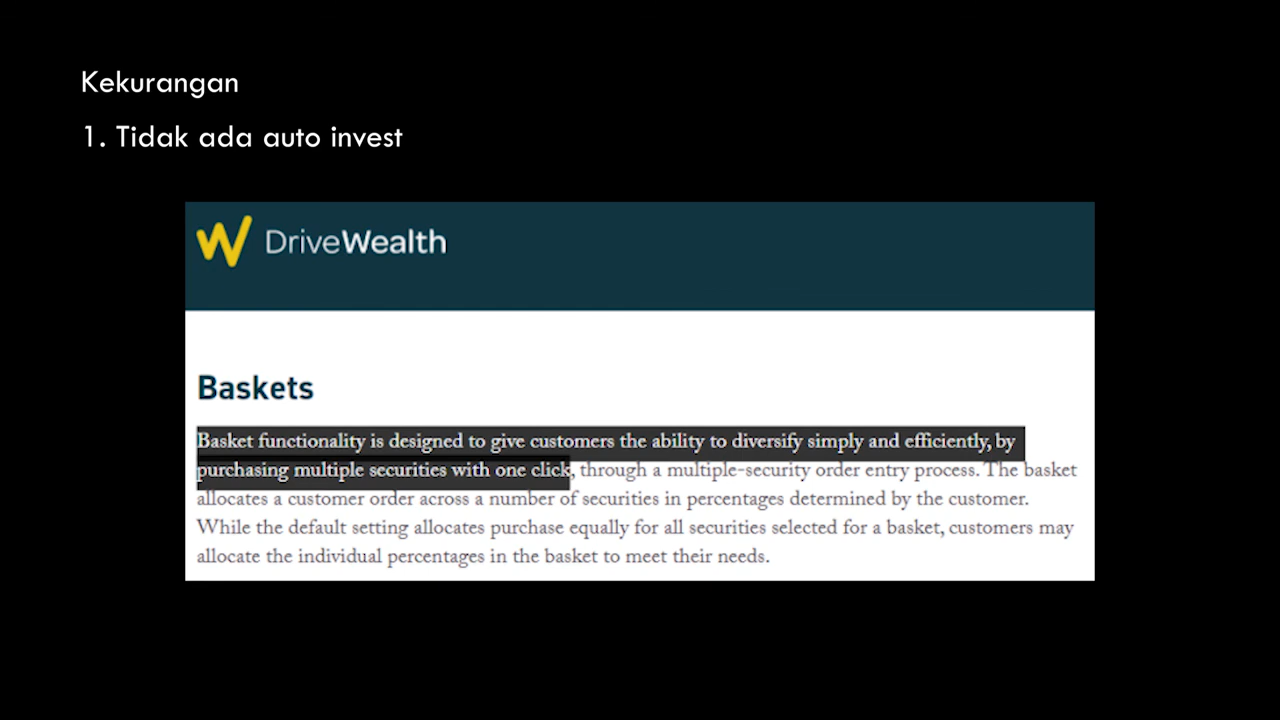 Kekurangan
1. Tidak ada auto invest
DriveWealth
Baskets
Basket functionality is designed to give customers the ability to diversify simply and efficiently, by
purchasing multiple securities with one click, through a multiple-security order entry process. The basket
allocates a customer order across a number of securities in percentages determined by the customer.
While the default setting allocates purchase equally for all securities selected for a basket, customers may
allocate the individual percentages in the basket to meet their needs.